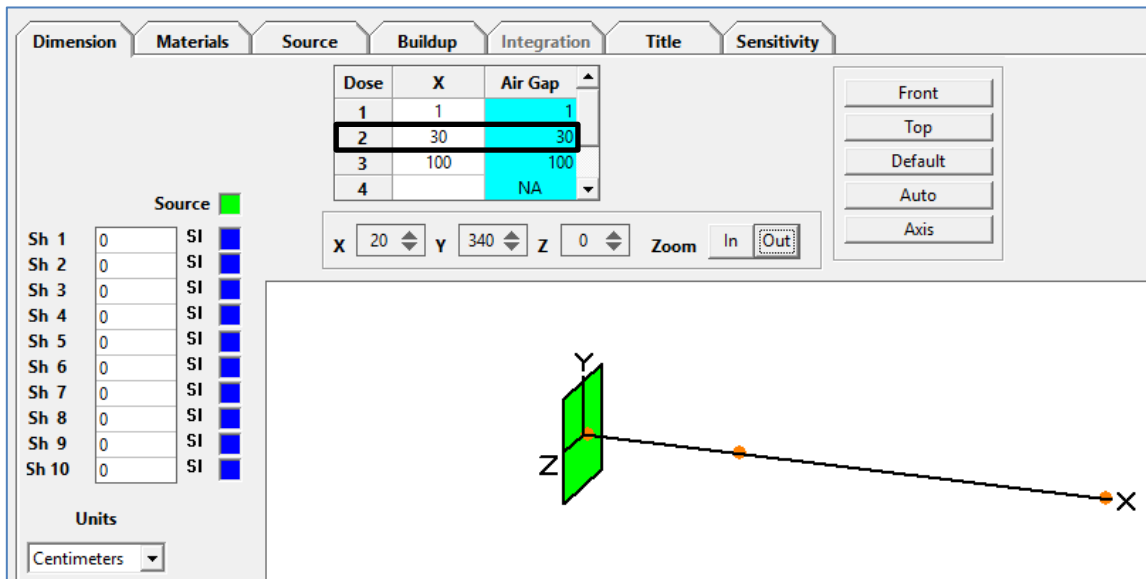 Dimension Materials Source Buildup Integration Title Sensitivity
Dose X Air Gap
1 1 1
2 30 30
3 100 100
4 NA
Front
Top
Default
Auto
Axis
X 20 Y 340 Z 0 Zoom In Out
Source
Sh 1 0 SI
Sh 2 0 SI
Sh 3 0 SI
Sh 4 0 SI
Sh 5 0 SI
Sh 6 0 SI
Sh 7 0 SI
Sh 8 0 SI
Sh 9 0 SI
Sh 10 0 SI
Units
Centimeters
Y
Z
X